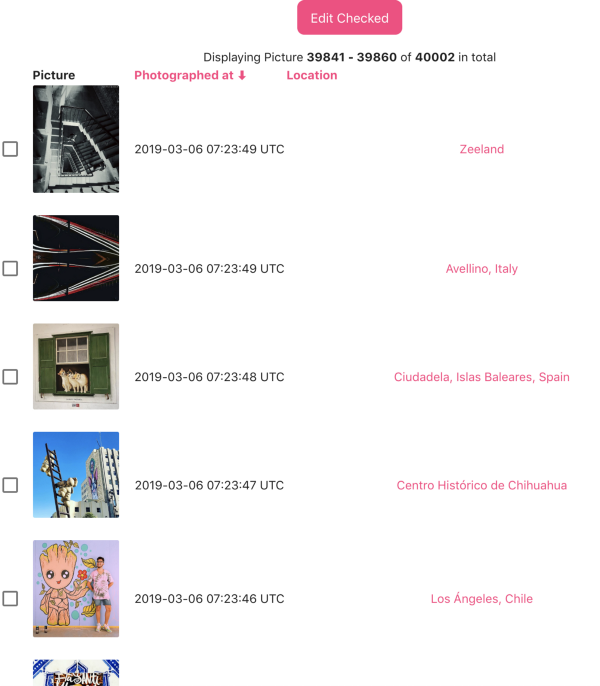 Edit Checked
Displaying Picture 39841 - 39860 of 40002 in total
Picture Photographed at ⬇ Location
2019-03-06 07:23:49 UTC Zeeland
2019-03-06 07:23:49 UTC Avellino, Italy
2019-03-06 07:23:48 UTC Ciudadela, Islas Baleares, Spain
2019-03-06 07:23:47 UTC Centro Histórico de Chihuahua
2019-03-06 07:23:46 UTC Los Ángeles, Chile